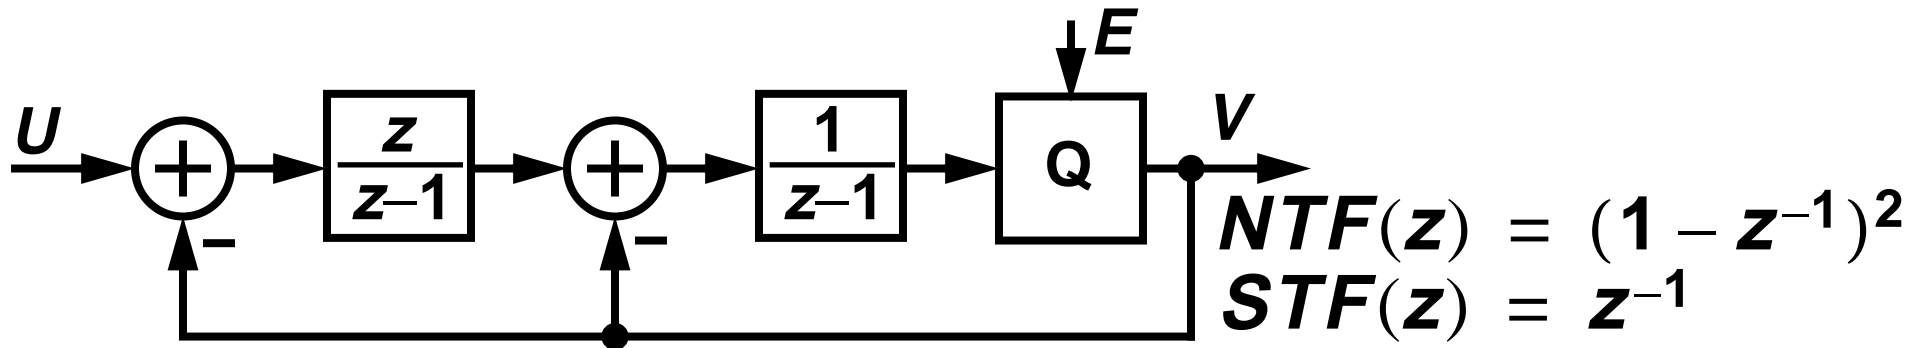 E
U
z
z−1
1
z−1
Q
V
−
−
NTF(z) = (1 − z⁻¹)²
STF(z) = z⁻¹